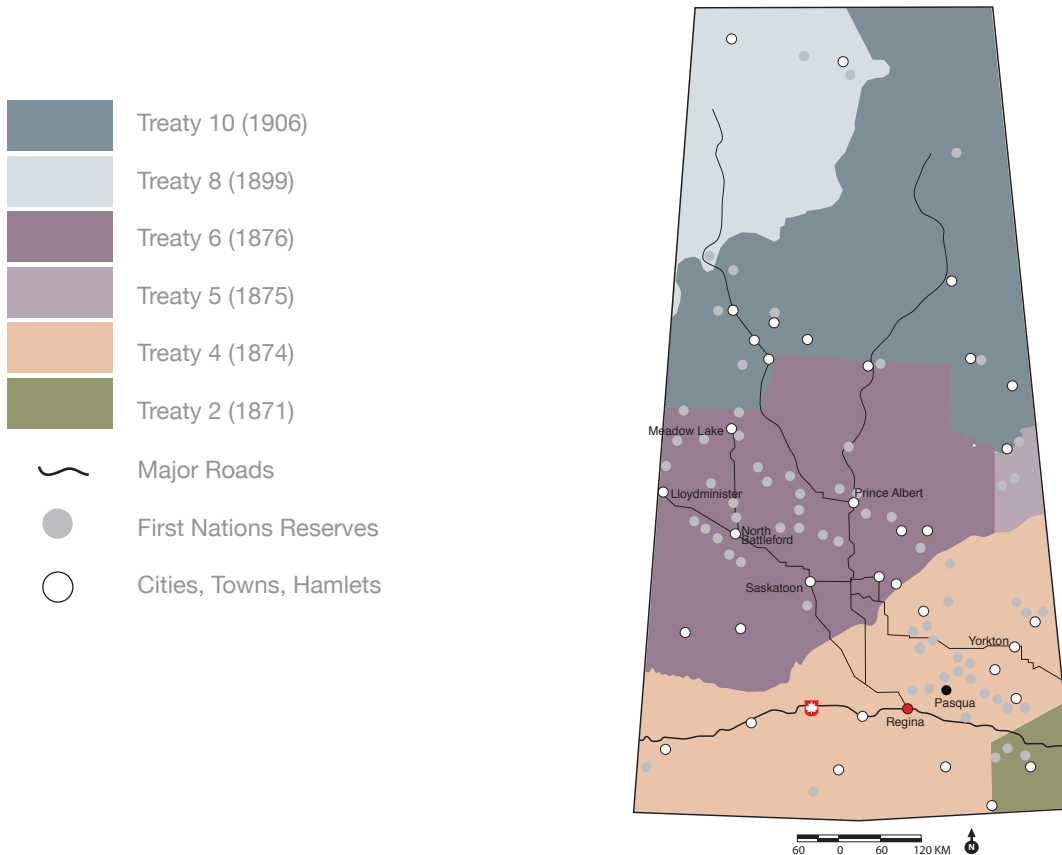 Treaty 10 (1906)
Treaty 8 (1899)
Treaty 6 (1876)
Treaty 5 (1875)
Treaty 4 (1874)
Treaty 2 (1871)
Major Roads
First Nations Reserves
Cities, Towns, Hamlets
Meadow Lake
Lloydminister
Prince Albert
North
Battleford
Saskatoon
Yorkton
Pasqua
Regina
60 0 60 120 KM
N